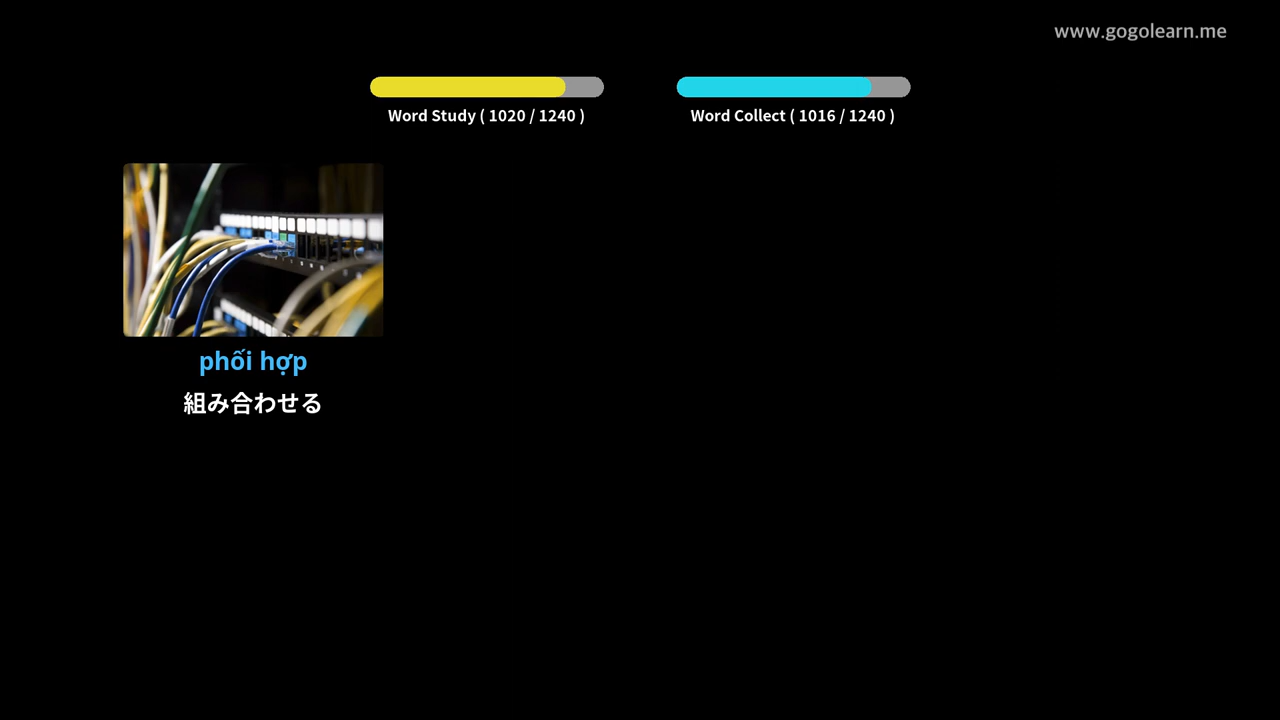 www.gogolearn.me
Word Study ( 1020 / 1240 )
Word Collect ( 1016 / 1240 )
phối hợp
組み合わせる